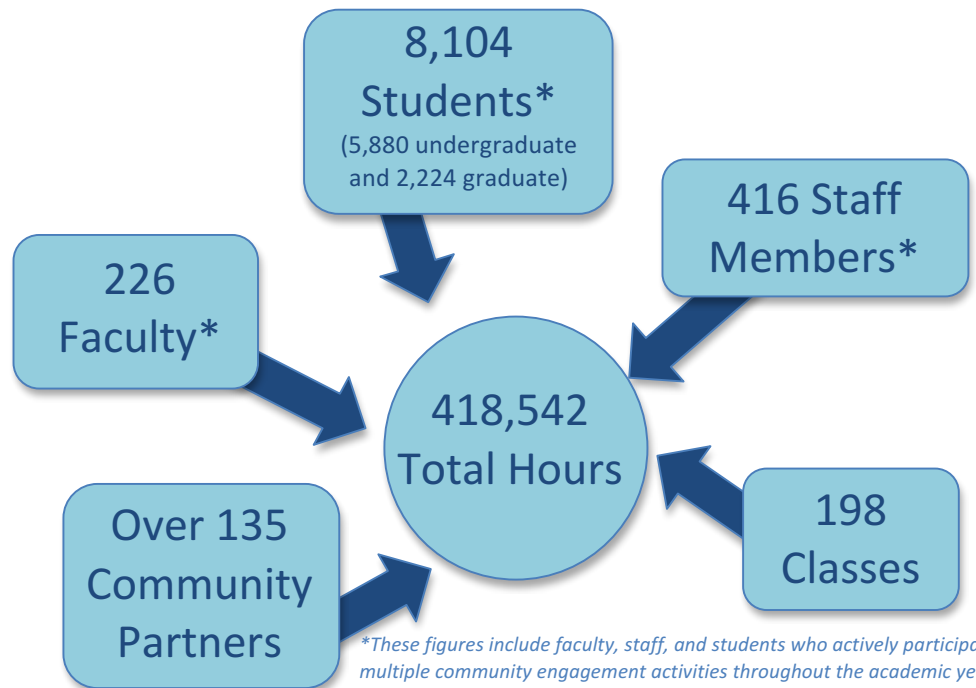 8,104
Students*
(5,880 undergraduate
and 2,224 graduate)
416 Staff
Members*
226
Faculty*
418,542
Total Hours
198
Classes
Over 135
Community
Partners
*These figures include faculty, staff, and students who actively
multiple community engagement activities throughout the academic